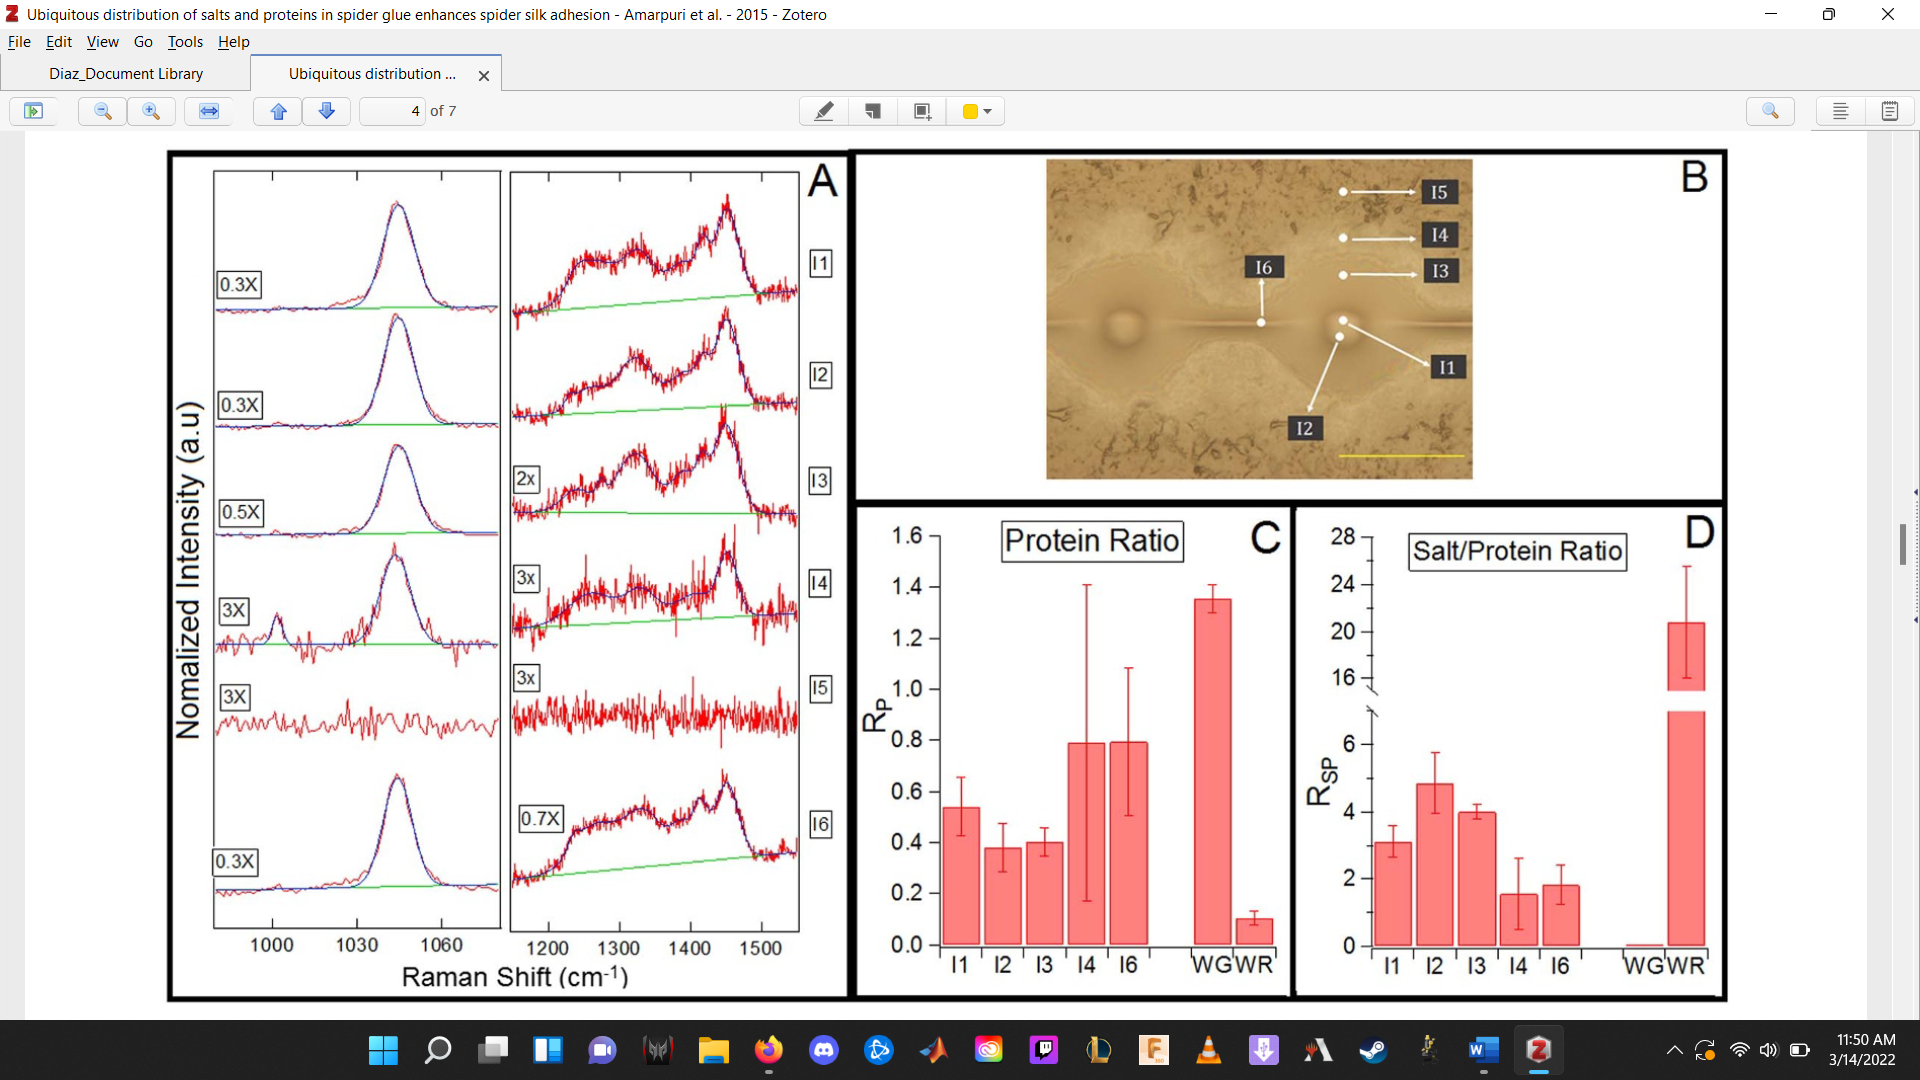 Ubiquitous distribution of salts and proteins in spider glue enhances spider silk adhesion - Amarpuri et al. - 2015 - Zotero
File Edit View Go Tools Help
Diaz_Document Library
Ubiquitous distribution ...
4 of 7
A
Nomalized Intensity (a.u)
0.3X
I1
0.3X
I2
0.5X
2x
I3
3X
3x
I4
3X
3x
I5
0.3X
0.7X
I6
1000 1030 1060
1200 1300 1400 1500
Raman Shift (cm-1)
B
I5
I4
I3
I6
I1
I2
C
Protein Ratio
RP
1.6
1.4
1.2
1.0
0.8
0.6
0.4
0.2
0.0
I1 I2 I3 I4 I6 WG WR
D
Salt/Protein Ratio
RSP
28
24
20
16
6
4
2
0
I1 I2 I3 I4 I6 WG WR
11:50 AM
3/14/2022